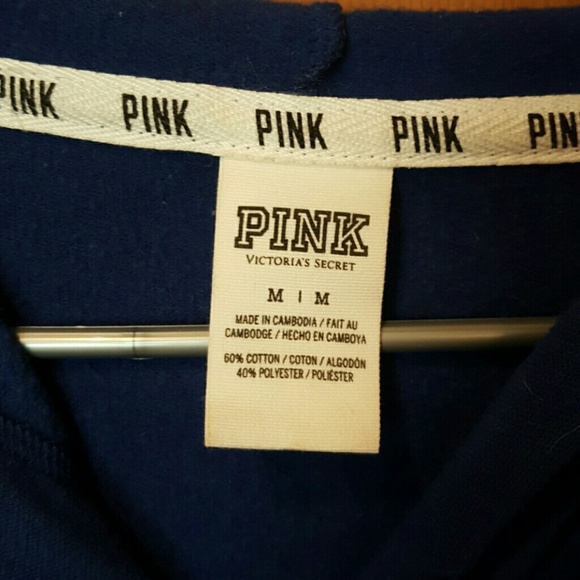 PINK PINK PINK PINK PIN
PINK
VICTORIA'S SECRET
M | M
MADE IN CAMBODIA / FAIT AU
CAMBODGE / HECHO EN CAMBOYA
60% COTTON / COTON / ALGODÓN
40% POLYESTER / POLIÉSTER